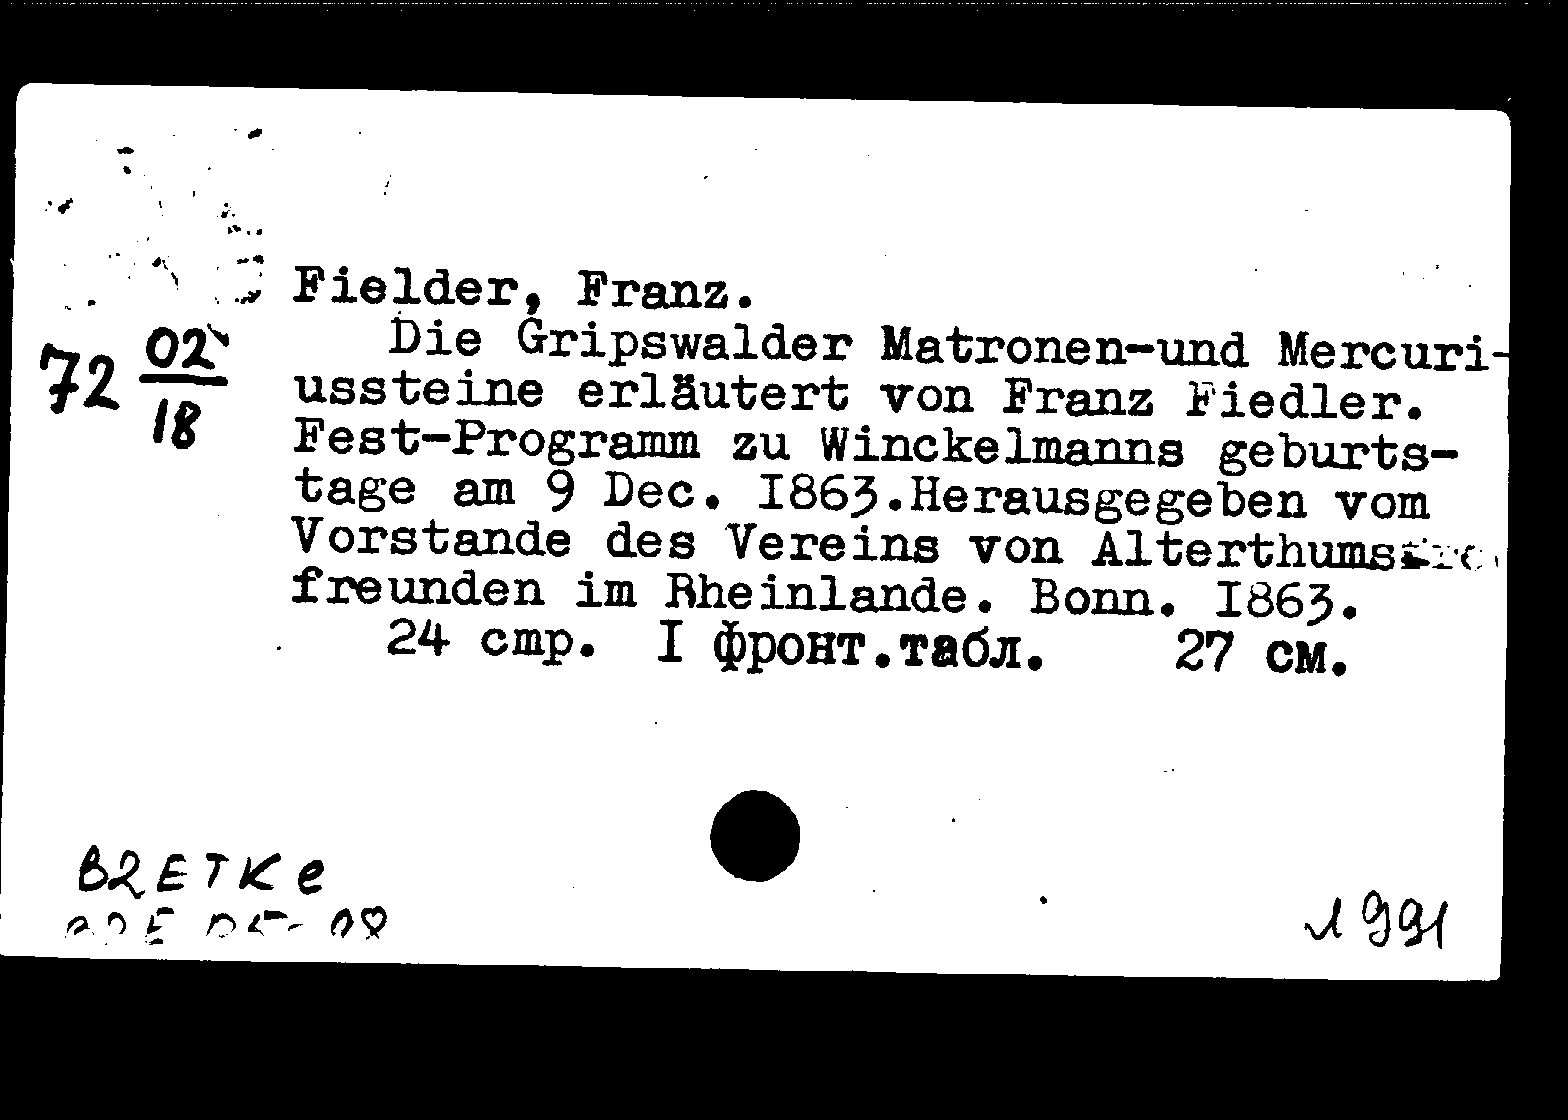 Fielder, Franz.
Die Gripswalder Matronen-und Mercuri-
ussteine erläutert von Franz Fiedler.
Fest-Programm zu Winckelmanns geburts-
tage am 9 Dec. I863.Herausgegeben vom
Vorstande des Vereins von Alterthums
freunden im Rheinlande. Bonn. I863.
24 стр. I фронт.табл. 27 см.
72 02
18
B2ETKe
1991